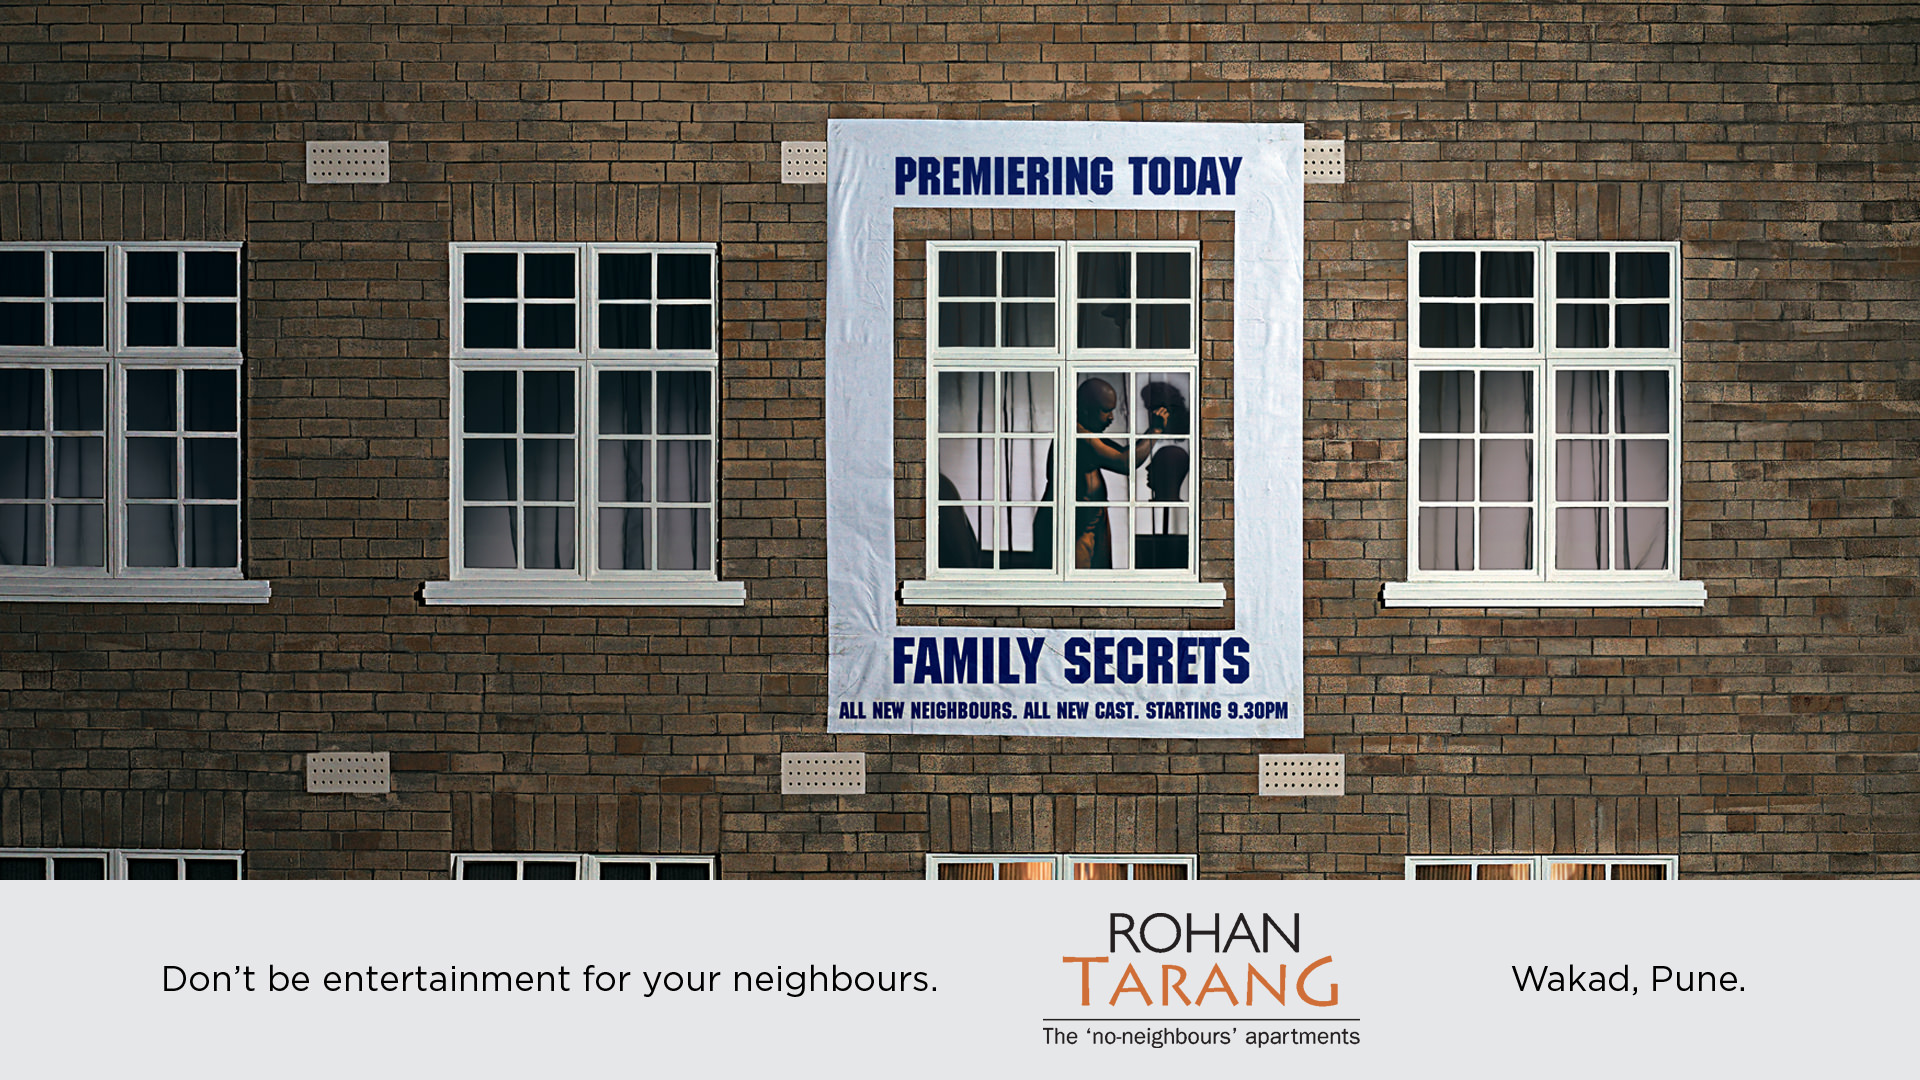 PREMIERING TODAY
FAMILY SECRETS
ALL NEW NEIGHBOURS. ALL NEW CAST. STARTING 9.30PM
Don’t be entertainment for your neighbours.
ROHAN
TARANG
The ‘no-neighbours’ apartments
Wakad, Pune.